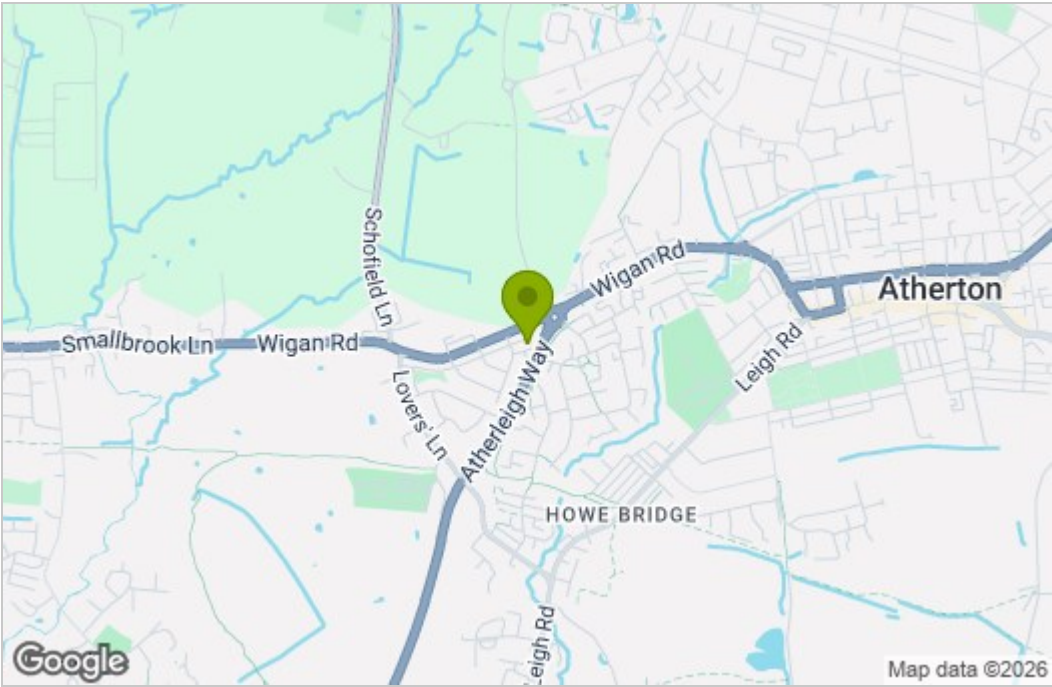 Schofield Ln
Wigan Rd
Atherton
Smallbrook Ln
Wigan Rd
Leigh Rd
Lovers' Ln
Atherleigh Way
HOWE BRIDGE
Leigh Rd
Google
Map data ©2026